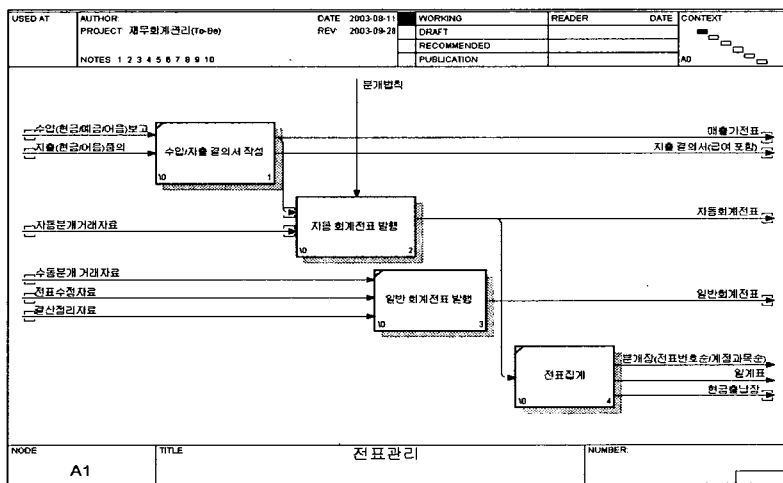 USED AT
AUTHOR:
DATE 2003-08-11
WORKING
READER
DATE
CONTEXT
PROJECT: 재무회계관리(To-Be)
REV: 2003-09-28
DRAFT
RECOMMENDED
NOTES 1 2 3 4 5 6 7 8 9 10
PUBLICATION
A0
분개법칙
수입(현금/예금/어음)보고
매출가전표
지출(현금/어음)품의
수입/지출 결의서 작성
지출 결의서(급여 포함)
\0
1
자동분개거래자료
자동 회계전표 발행
자동회계전표
\0
2
수동분개 거래자료
전표수정자료
일반 회계전표 발행
일반회계전표
결산정리자료
\0
3
분개장(전표번호순/계정과목순)
전표집계
일계표
현금출납장
\0
4
NODE
TITLE
전표관리
NUMBER:
A1